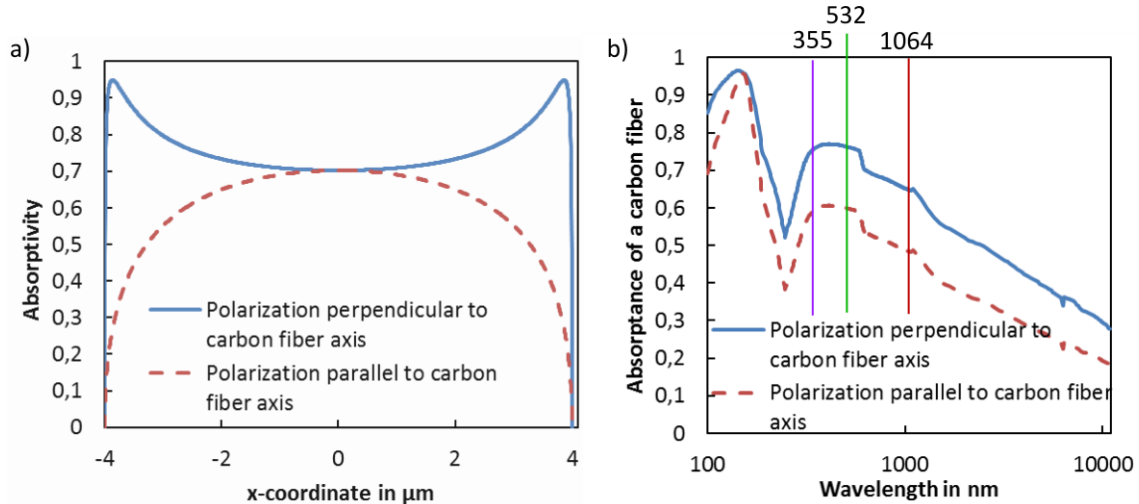 a)
1
0,9
0,8
0,7
0,6
0,5
0,4
0,3
0,2
0,1
0
Absorptivity
Polarization perpendicular to
carbon fiber axis
Polarization parallel to carbon
fiber axis
-4
-2
0
2
4
x-coordinate in µm
b)
532
355
1064
1
0,9
0,8
0,7
0,6
0,5
0,4
0,3
0,2
0,1
0
Absorptance of a carbon fiber
Polarization perpendicular to
carbon fiber axis
Polarization parallel to carbon fiber
axis
100
1000
10000
Wavelength in nm